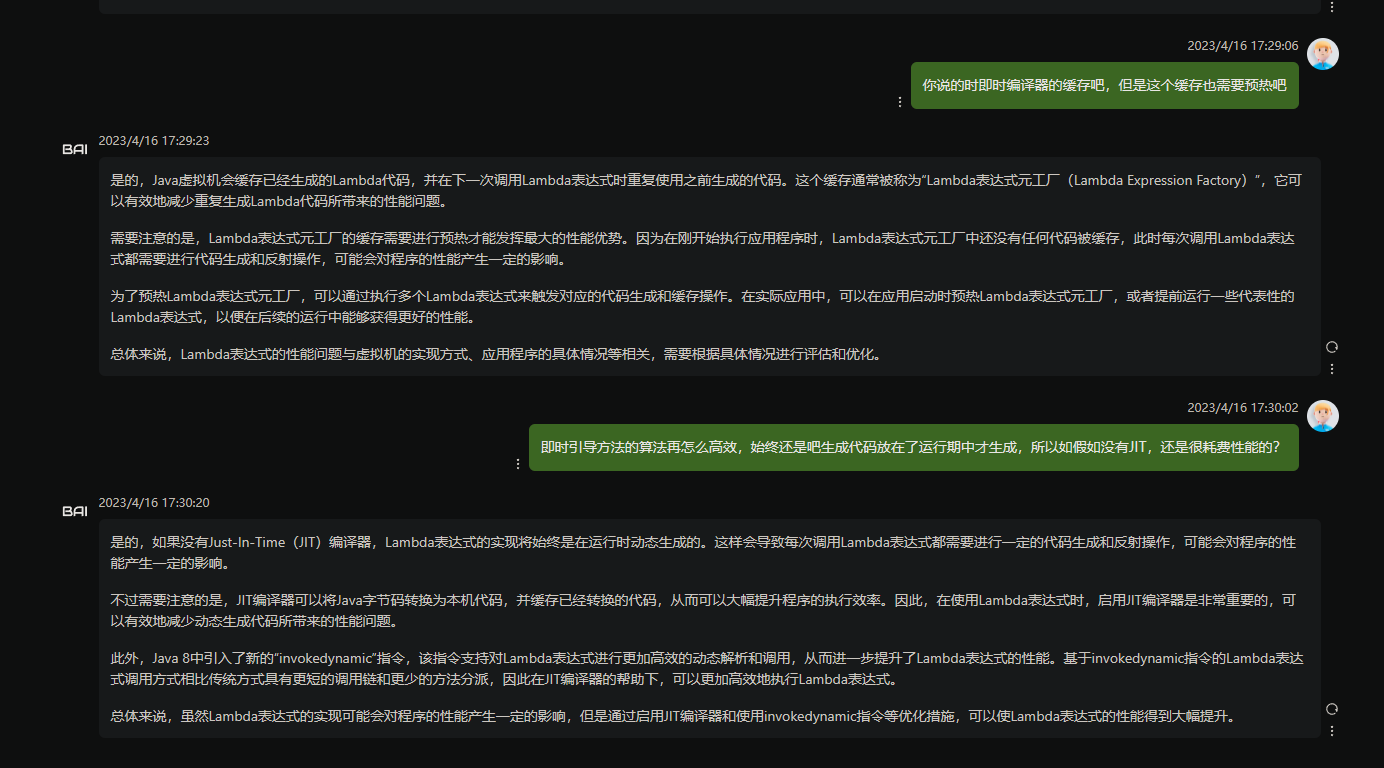 2023/4/16 17:29:06
你说的时即时编译器的缓存吧，但是这个缓存也需要预热吧
BAI
2023/4/16 17:29:23
是的，Java虚拟机会缓存已经生成的Lambda代码，并在下一次调用Lambda表达式时重复使用之前生成的代码。这个缓存通常被称为“Lambda表达式元工厂（Lambda Expression Factory）”，它可
以有效地减少重复生成Lambda代码所带来的性能问题。
需要注意的是，Lambda表达式元工厂的缓存需要进行预热才能发挥最大的性能优势。因为在刚开始执行应用程序时，Lambda表达式元工厂中还没有任何代码被缓存，此时每次调用Lambda表达
式都需要进行代码生成和反射操作，可能会对程序的性能产生一定的影响。
为了预热Lambda表达式元工厂，可以通过执行多个Lambda表达式来触发对应的代码生成和缓存操作。在实际应用中，可以在应用启动时预热Lambda表达式元工厂，或者提前运行一些代表性的
Lambda表达式，以便在后续的运行中能够获得更好的性能。
总体来说，Lambda表达式的性能问题与虚拟机的实现方式、应用程序的具体情况等相关，需要根据具体情况进行评估和优化。
2023/4/16 17:30:02
即时引导方法的算法再怎么高效，始终还是吧生成代码放在了运行期中才生成，所以如假如没有JIT，还是很耗费性能的？
BAI
2023/4/16 17:30:20
是的，如果没有Just-In-Time（JIT）编译器，Lambda表达式的实现将始终是在运行时动态生成的。这样会导致每次调用Lambda表达式都需要进行一定的代码生成和反射操作，可能会对程序的性
能产生一定的影响。
不过需要注意的是，JIT编译器可以将Java字节码转换为本机代码，并缓存已经转换的代码，从而可以大幅提升程序的执行效率。因此，在使用Lambda表达式时，启用JIT编译器是非常重要的，可
以有效地减少动态生成代码所带来的性能问题。
此外，Java 8中引入了新的“invokedynamic”指令，该指令支持对Lambda表达式进行更加高效的动态解析和调用，从而进一步提升了Lambda表达式的性能。基于invokedynamic指令的Lambda表达
式调用方式相比传统方式具有更短的调用链和更少的方法分派，因此在JIT编译器的帮助下，可以更加高效地执行Lambda表达式。
总体来说，虽然Lambda表达式的实现可能会对程序的性能产生一定的影响，但是通过启用JIT编译器和使用invokedynamic指令等优化措施，可以使Lambda表达式的性能得到大幅提升。